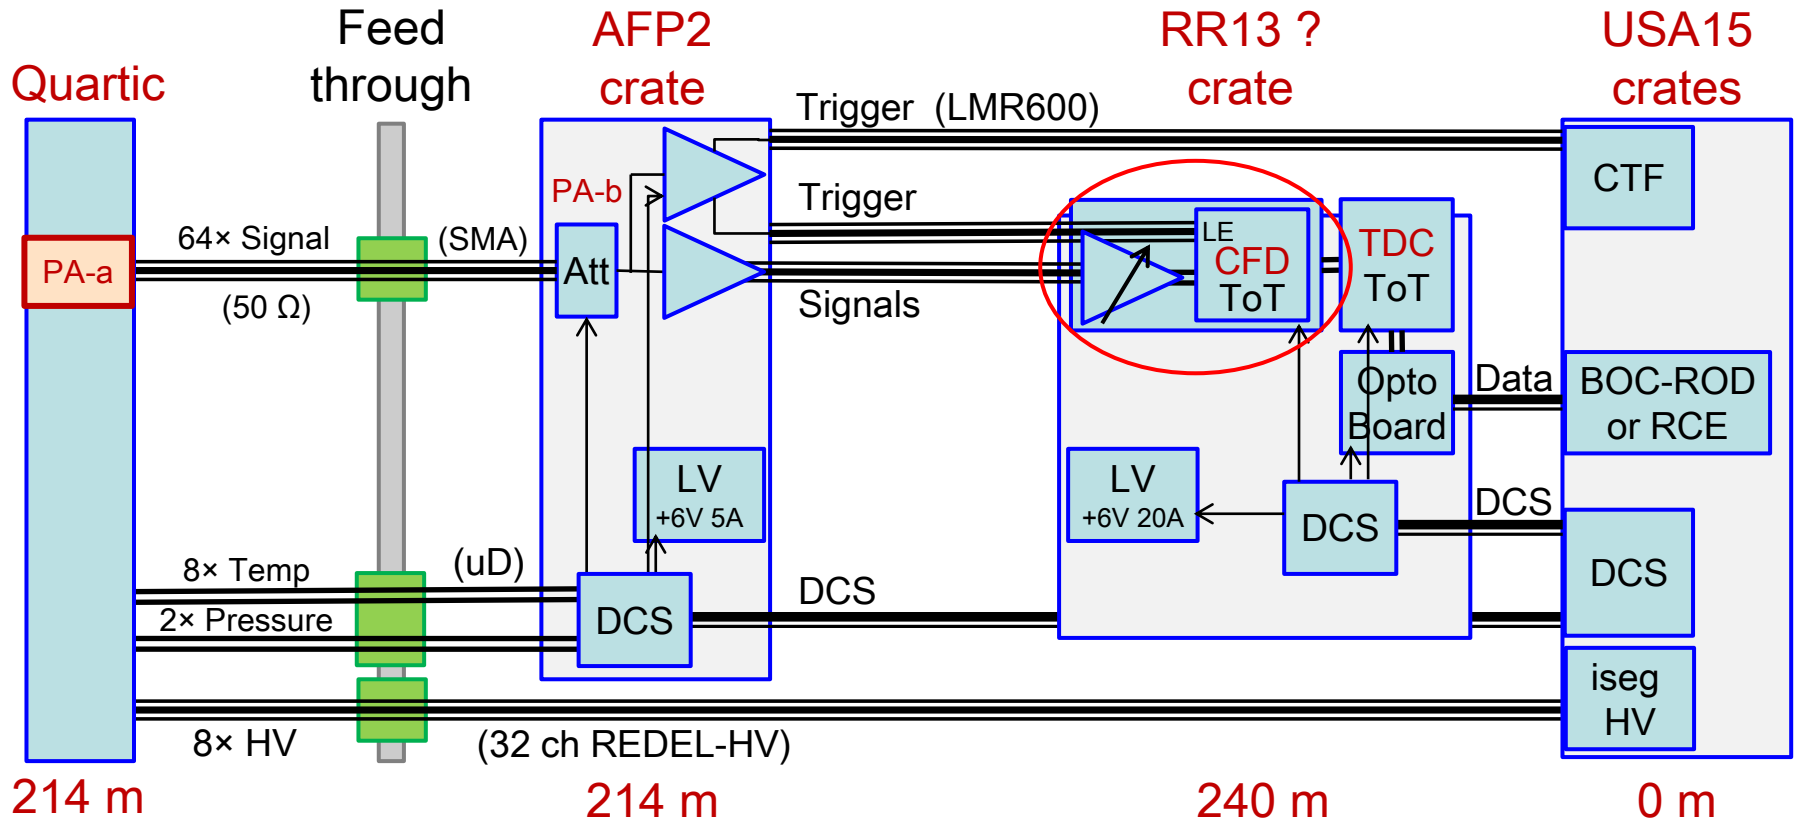 Quartic
Feed
through
AFP2
crate
RR13 ?
crate
USA15
crates
Trigger (LMR600)
CTF
PA-b
Trigger
64× Signal
(SMA)
PA-a
(50 Ω)
Att
Signals
LE
CFD
ToT
TDC
ToT
Opto
Board
Data
BOC-ROD
or RCE
LV
+6V 5A
LV
+6V 20A
DCS
DCS
DCS
8× Temp
(uD)
2× Pressure
DCS
DCS
iseg
HV
8× HV
(32 ch REDEL-HV)
214 m
214 m
240 m
0 m